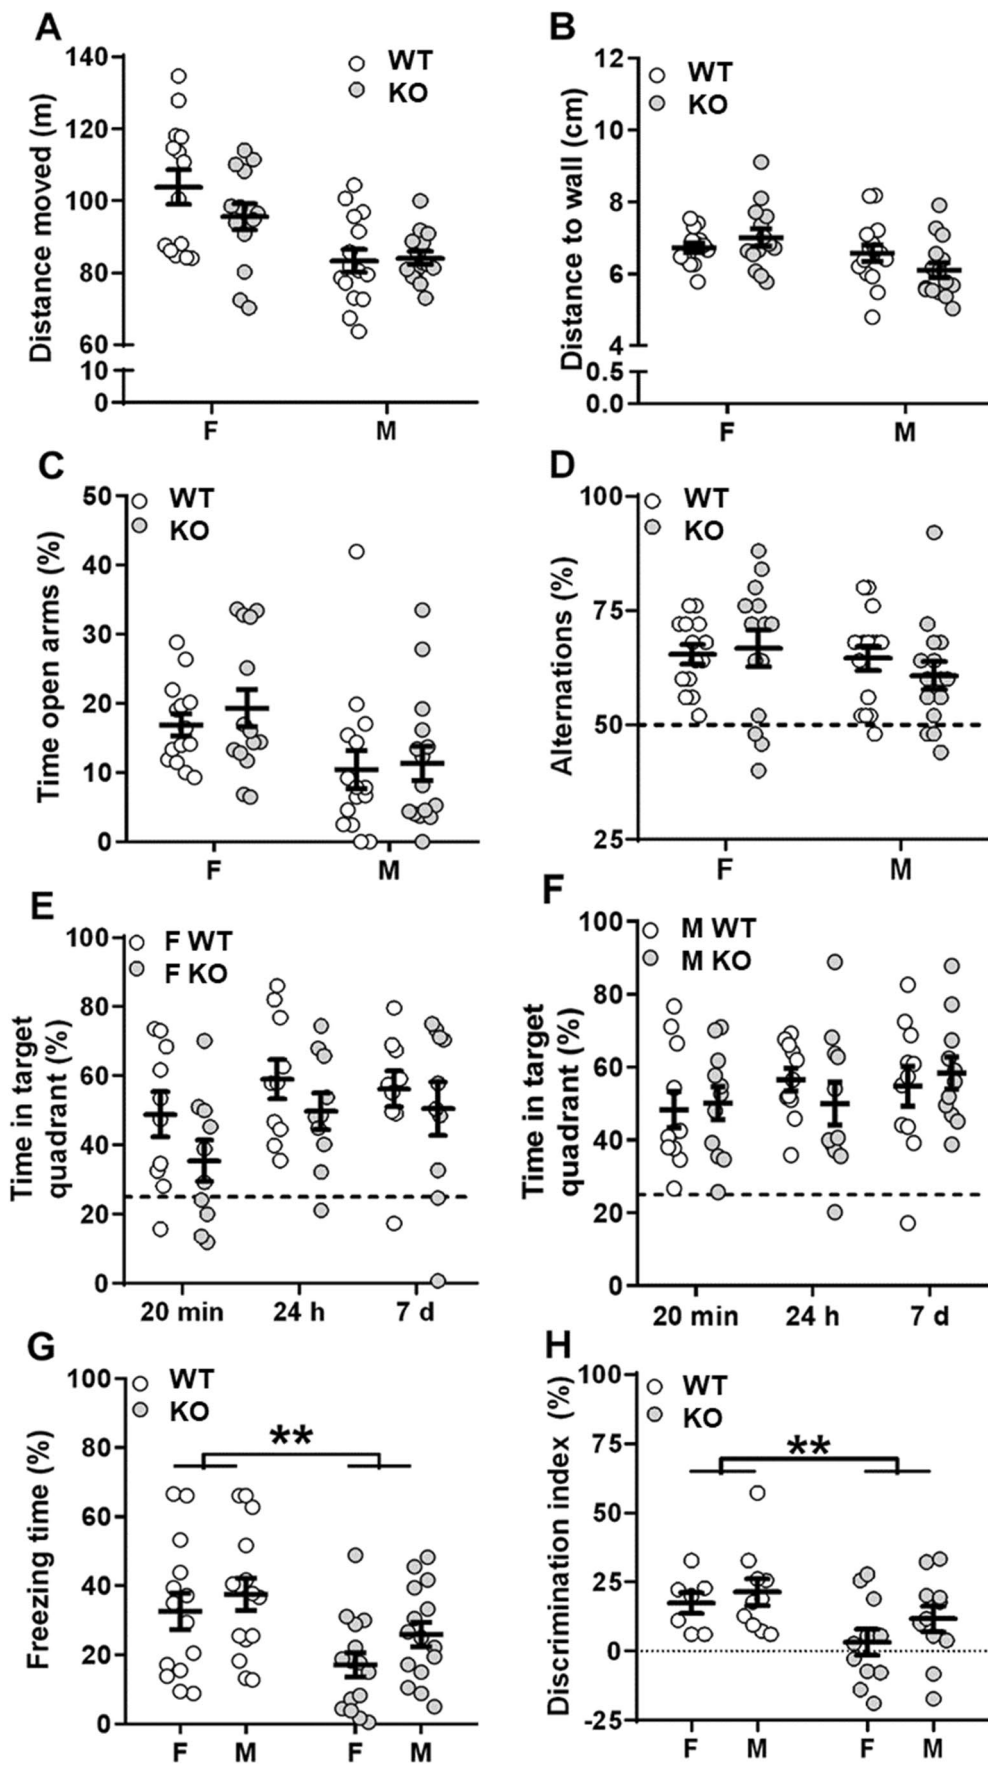 A
Distance moved (m)
140
120
100
80
60
10
0
WT
KO
F
M
B
Distance to wall (cm)
12
10
8
6
4
0.5
0.0
WT
KO
F
M
C
Time open arms (%)
50
40
30
20
10
0
WT
KO
F
M
D
Alternations (%)
100
75
50
25
WT
KO
F
M
E
Time in target
quadrant (%)
100
80
60
40
20
0
F WT
F KO
20 min
24 h
7 d
F
Time in target
quadrant (%)
100
80
60
40
20
0
M WT
M KO
20 min
24 h
7 d
G
Freezing time (%)
100
80
60
40
20
0
WT
KO
**
F
M
F
M
H
Discrimination index (%)
100
75
50
25
0
-25
WT
KO
**
F
M
F
M